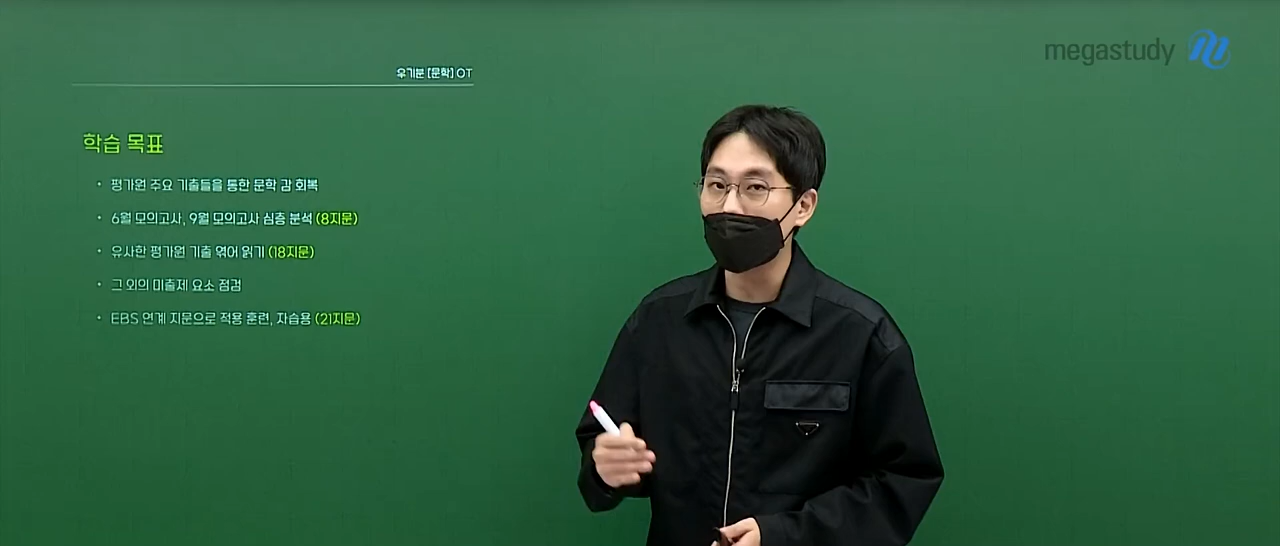 megastudy
우기분 [문학] OT
학습 목표
• 평가원 주요 기출들을 통한 문학 감 회복
• 6월 모의고사, 9월 모의고사 심층 분석 (8지문)
• 유사한 평가원 기출 엮어 읽기 (18지문)
• 그 외의 미출제 요소 점검
• EBS 연계 지문으로 적용 훈련, 자습용 (21지문)